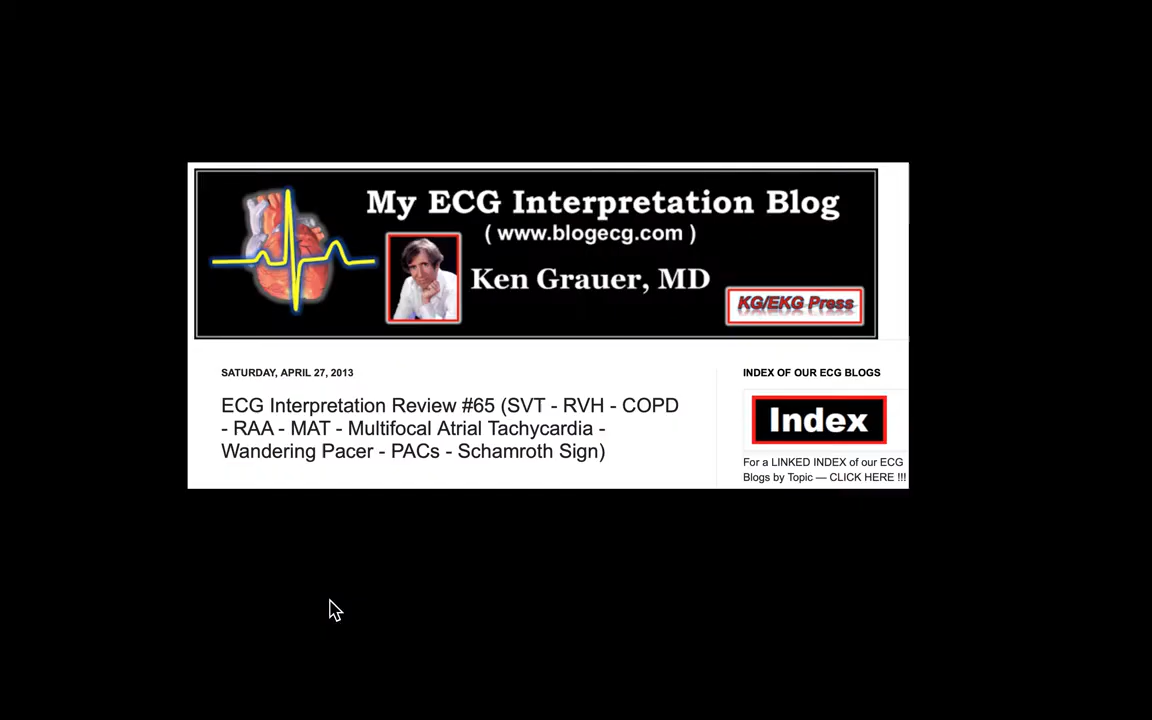 My ECG Interpretation Blog
( www.blogecg.com )
Ken Grauer, MD
KG/EKG Press
SATURDAY, APRIL 27, 2013
ECG Interpretation Review #65 (SVT - RVH - COPD
- RAA - MAT - Multifocal Atrial Tachycardia -
Wandering Pacer - PACs - Schamroth Sign)
INDEX OF OUR ECG BLOGS
Index
For a LINKED INDEX of our ECG
Blogs by Topic — CLICK HERE !!!